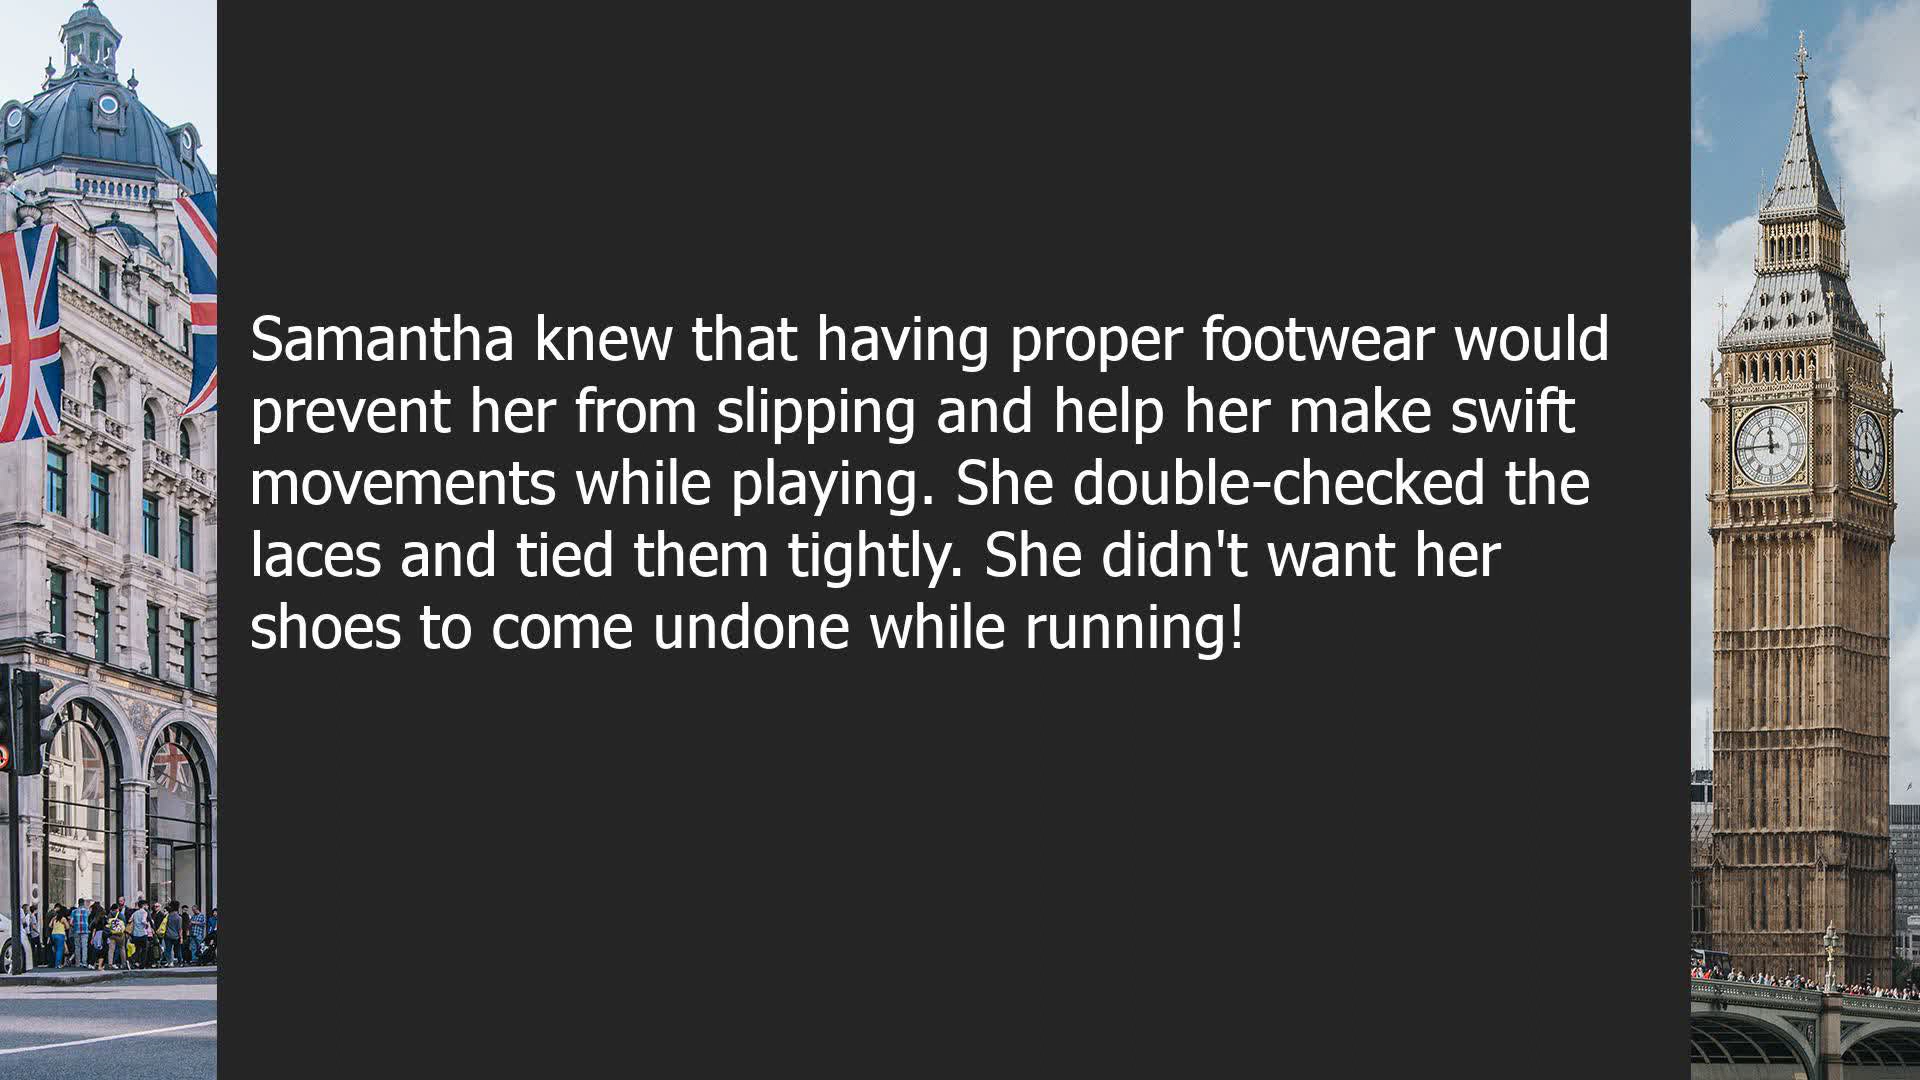 Samantha knew that having proper footwear would
prevent her from slipping and help her make swift
movements while playing. She double-checked the
laces and tied them tightly. She didn't want her
shoes to come undone while running!